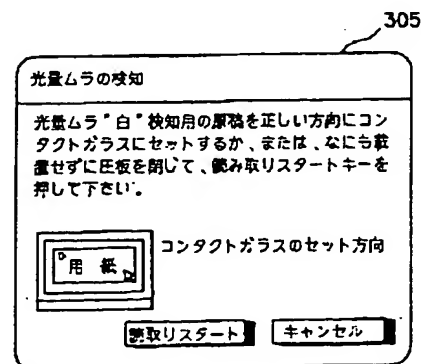 305
光量ムラの検知
光量ムラ"白"検知用の原稿を正しい方向にコン
タクトガラスにセットするか、または、なにも載
置せずに圧板を閉じて、読み取りスタートキーを
押して下さい。
コンタクトガラスのセット方向
用 紙
読取りスタート キャンセル